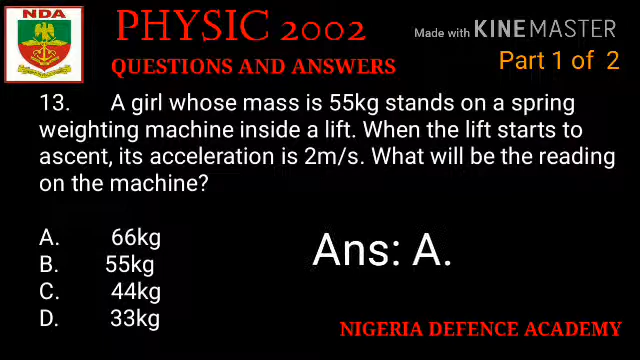 NDA
PHYSIC 2002
Made with KINEMASTER
QUESTIONS AND ANSWERS
Part 1 of 2
13. A girl whose mass is 55kg stands on a spring
weighting machine inside a lift. When the lift starts to
ascent, its acceleration is 2m/s. What will be the reading
on the machine?
A. 66kg
B. 55kg
C. 44kg
D. 33kg
Ans: A.
NIGERIA DEFENCE ACADEMY